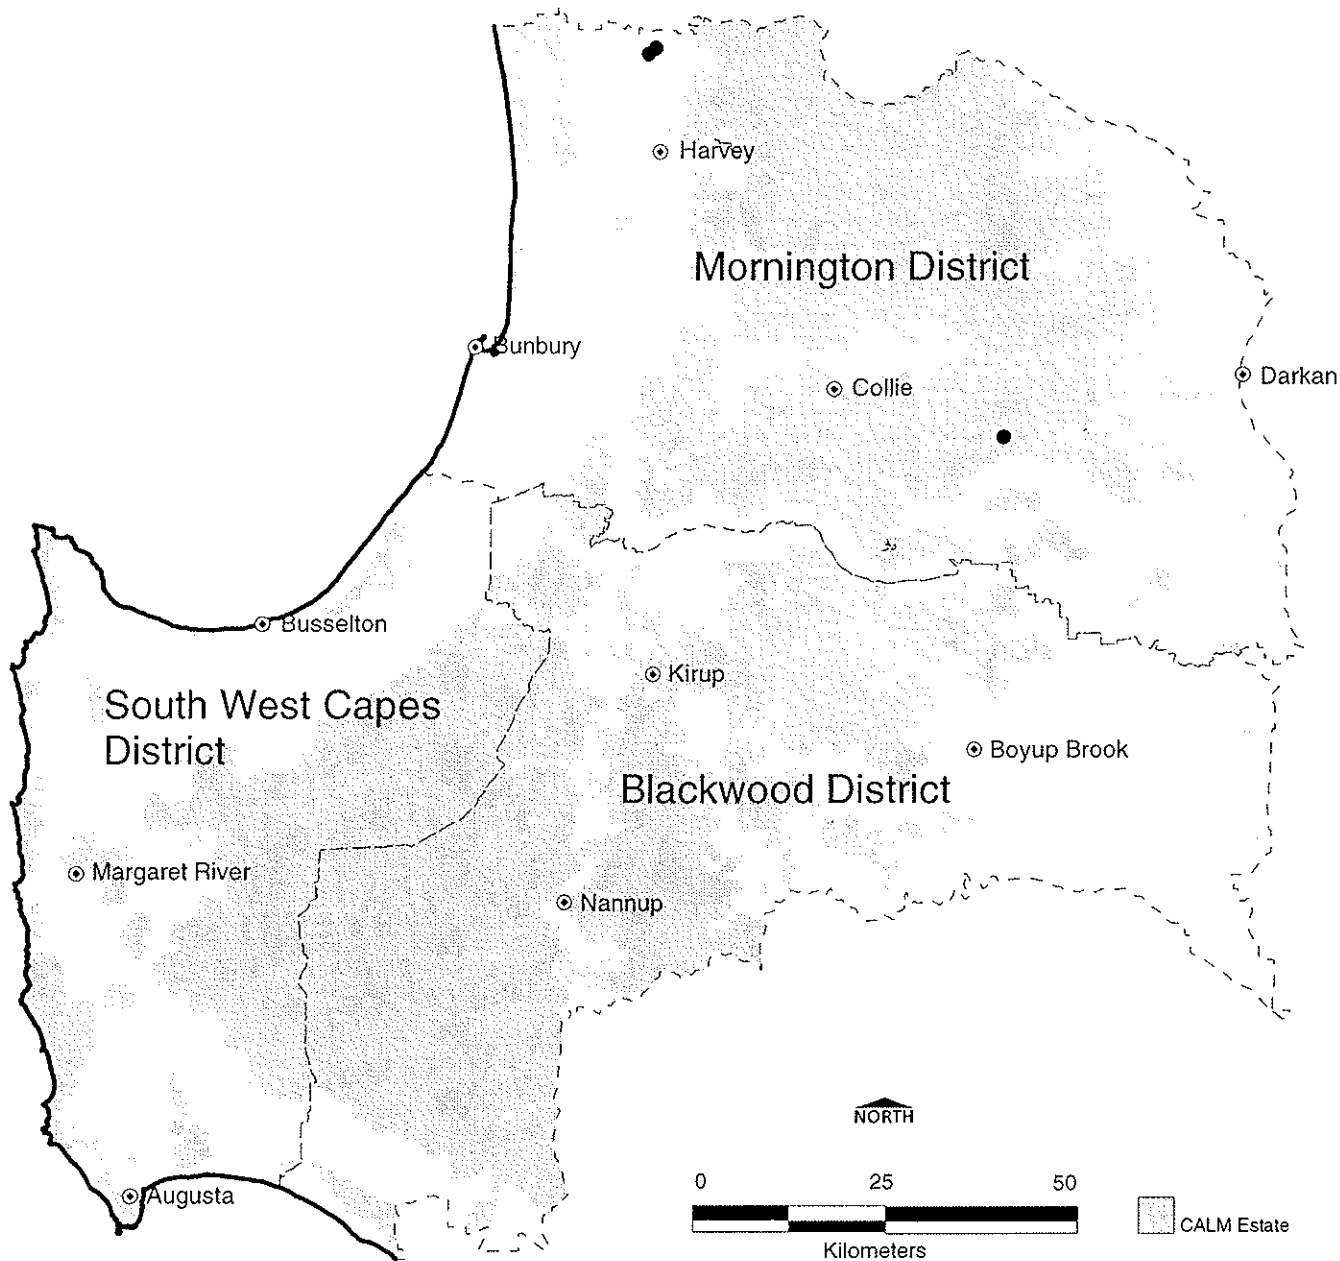 Harvey
Mornington District
Bunbury
Collie
Darkan
Busselton
Kirup
South West Capes
District
Boyup Brook
Blackwood District
Margaret River
Nannup
NORTH
0 25 50
Augusta
CALM Estate
Kilometers